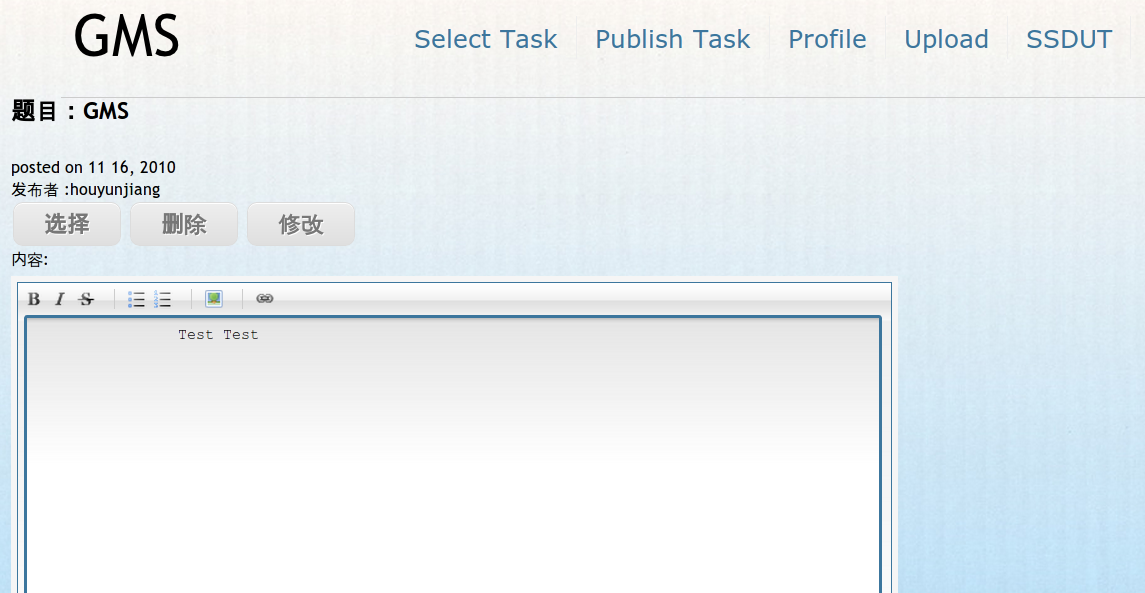 GMS
Select Task Publish Task Profile Upload SSDUT
题目：GMS
posted on 11 16, 2010
发布者 :houyunjiang
选择 删除 修改
内容:
B I S
Test Test